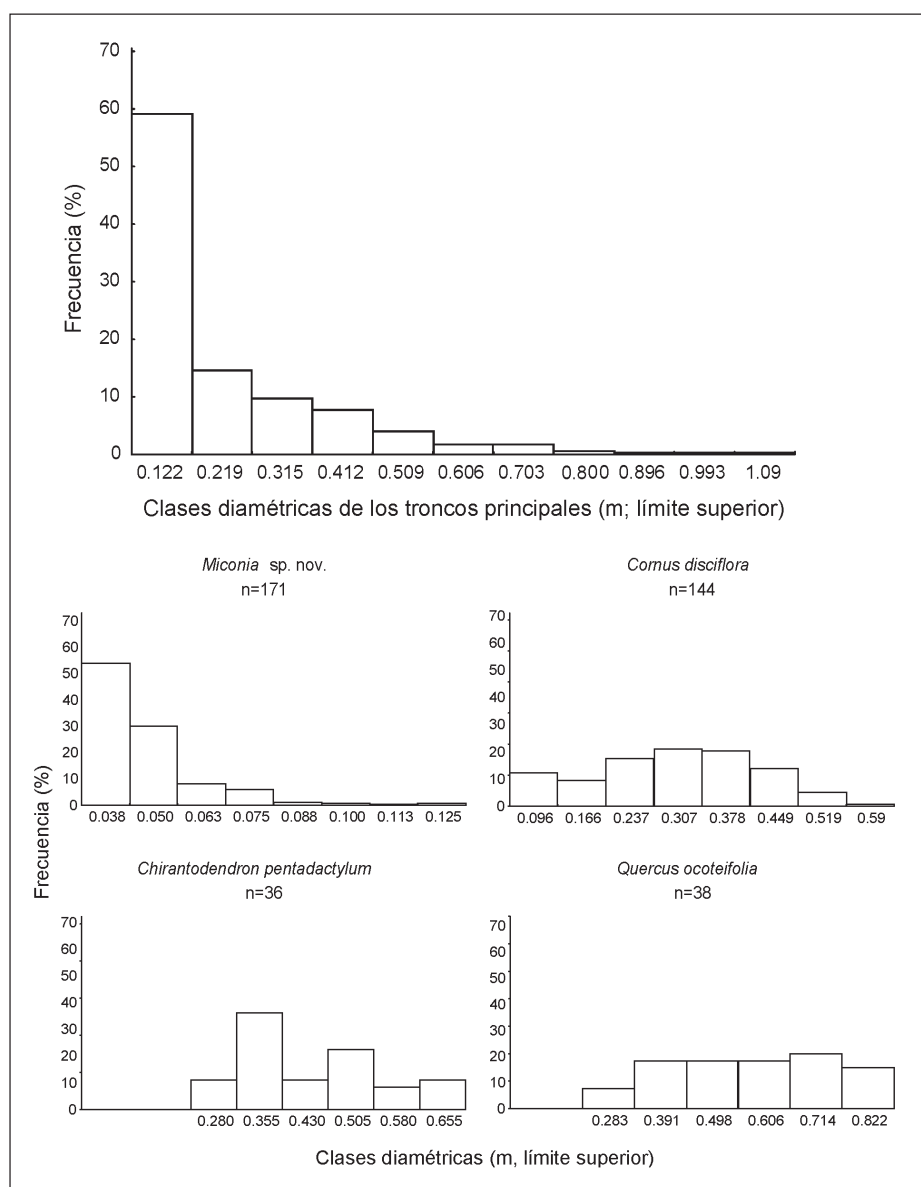 70
60
50
40
30
20
10
0
Frecuencia (%)
0.122 0.219 0.315 0.412 0.509 0.606 0.703 0.800 0.896 0.993 1.09
Clases diamétricas de los troncos principales (m; límite superior)
Miconia sp. nov.
n=171
70
60
50
40
30
20
10
0
0.038 0.050 0.063 0.075 0.088 0.100 0.113 0.125
Cornus disciflora
n=144
70
60
50
40
30
20
10
0
0.096 0.166 0.237 0.307 0.378 0.449 0.519 0.59
Frecuencia (%)
Chirantodendron pentadactylum
n=36
70
60
50
40
30
20
10
0
0.280 0.355 0.430 0.505 0.580 0.655
Quercus ocoteifolia
n=38
70
60
50
40
30
20
10
0
0.283 0.391 0.498 0.606 0.714 0.822
Clases diamétricas (m, límite superior)